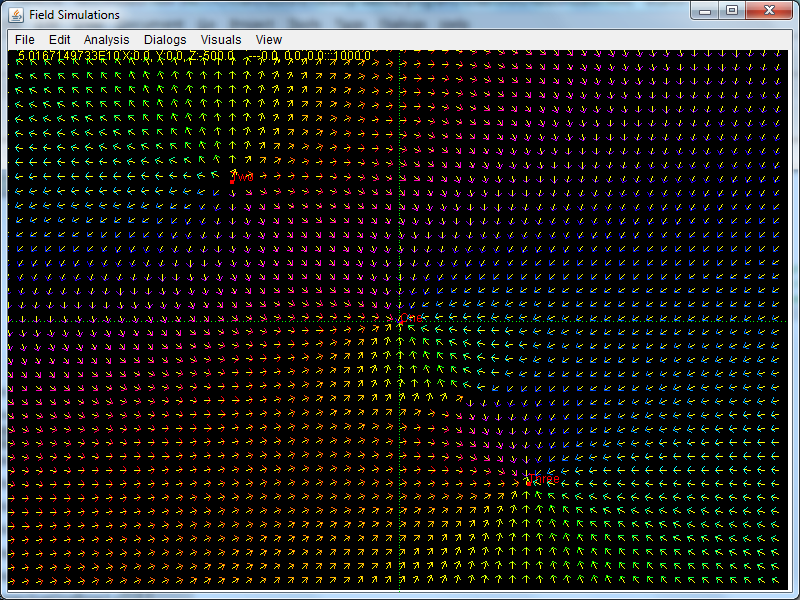 Field Simulations
File Edit Analysis Dialogs Visuals View
5.0167149733E10 X:0.0, Y:0.0, Z:-500.0 ---0.0, 0.0, 0.0:::1000.0
Two
One
Three